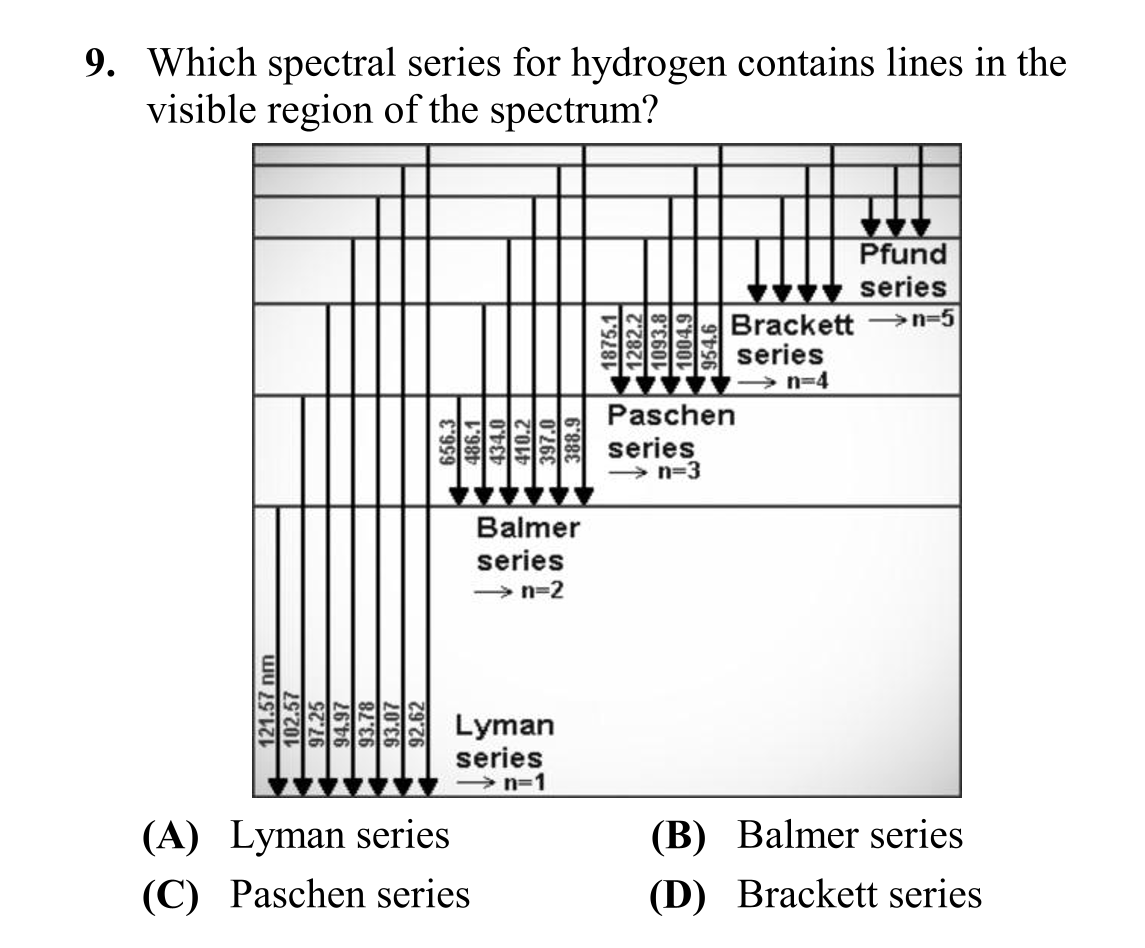 9. Which spectral series for hydrogen contains lines in the
visible region of the spectrum?
Pfund
series
n=5
Brackett
series
n=4
1875.1
1282.2
1093.8
1004.9
954.6
Paschen
series
n=3
656.3
486.1
434.0
410.2
397.0
388.9
Balmer
series
n=2
121.57 nm
102.57
97.25
94.97
93.78
93.07
92.62
Lyman
series
n=1
(A) Lyman series (B) Balmer series
(C) Paschen series (D) Brackett series